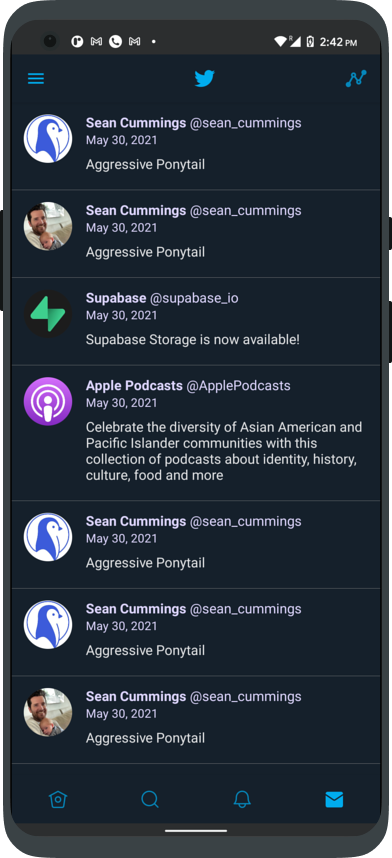 2:42 PM
Sean Cummings @sean_cummings
May 30, 2021
Aggressive Ponytail
Sean Cummings @sean_cummings
May 30, 2021
Aggressive Ponytail
Supabase @supabase_io
May 30, 2021
Supabase Storage is now available!
Apple Podcasts @ApplePodcasts
May 30, 2021
Celebrate the diversity of Asian American and
Pacific Islander communities with this
collection of podcasts about identity, history,
culture, food and more
Sean Cummings @sean_cummings
May 30, 2021
Aggressive Ponytail
Sean Cummings @sean_cummings
May 30, 2021
Aggressive Ponytail
Sean Cummings @sean_cummings
May 30, 2021
Aggressive Ponytail